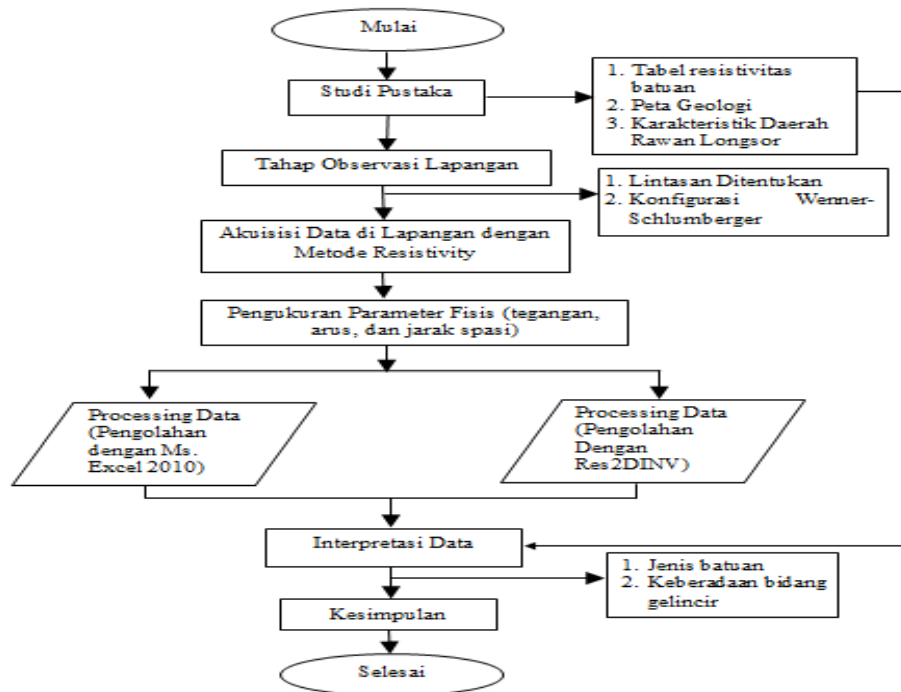 Mulai
Studi Pustaka
1. Tabel resistivitas
batuan
2. Peta Geologi
3. Karakteristik Daerah
Rawan Longsor
Tahap Observasi Lapangan
1. Lintasan Ditentukan
2. Konfigurasi Wenner-
Schlumberger
Akuisisi Data di Lapangan dengan
Metode Resistivity
Pengukuran Parameter Fisis (tegangan,
arus, dan jarak spasi)
Processing Data
(Pengolahan
dengan Ms.
Excel 2010)
Processing Data
(Pengolahan
Dengan
Res2DINV)
Interpretasi Data
1. Jenis batuan
2. Keberadaan bidang
gelincir
Kesimpulan
Selesai